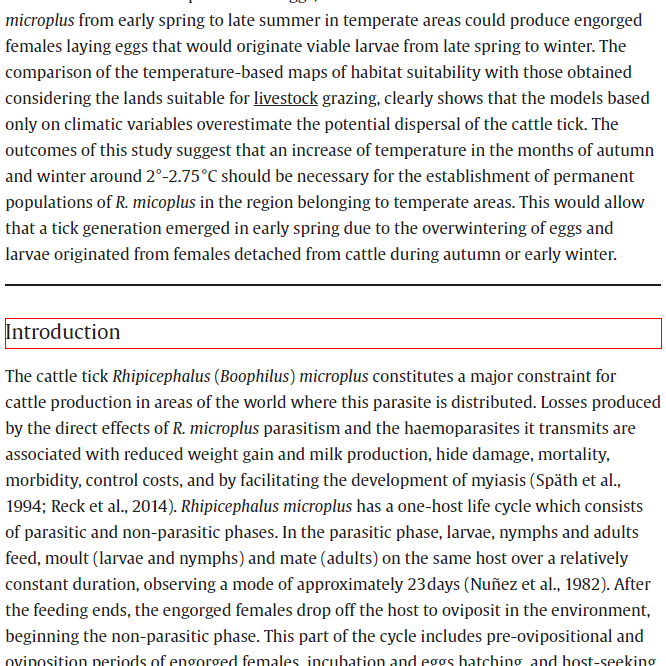 microplus from early spring to late summer in temperate areas could produce engorged
females laying eggs that would originate viable larvae from late spring to winter. The
comparison of the temperature-based maps of habitat suitability with those obtained
considering the lands suitable for livestock grazing, clearly shows that the models based
only on climatic variables overestimate the potential dispersal of the cattle tick. The
outcomes of this study suggest that an increase of temperature in the months of autumn
and winter around 2°–2.75°C should be necessary for the establishment of permanent
populations of R. micoplus in the region belonging to temperate areas. This would allow
that a tick generation emerged in early spring due to the overwintering of eggs and
larvae originated from females detached from cattle during autumn or early winter.
Introduction
The cattle tick Rhipicephalus (Boophilus) microplus constitutes a major constraint for
cattle production in areas of the world where this parasite is distributed. Losses produced
by the direct effects of R. microplus parasitism and the haemoparasites it transmits are
associated with reduced weight gain and milk production, hide damage, mortality,
morbidity, control costs, and by facilitating the development of myiasis (Späth et al.,
1994; Reck et al., 2014). Rhipicephalus microplus has a one-host life cycle which consists
of parasitic and non-parasitic phases. In the parasitic phase, larvae, nymphs and adults
feed, moult (larvae and nymphs) and mate (adults) on the same host over a relatively
constant duration, observing a mode of approximately 23 days (Nuñez et al., 1982). After
the feeding ends, the engorged females drop off the host to oviposit in the environment,
beginning the non-parasitic phase. This part of the cycle includes pre-ovipositional and
oviposition periods of engorged females, incubation and eggs hatching, and host-seeking